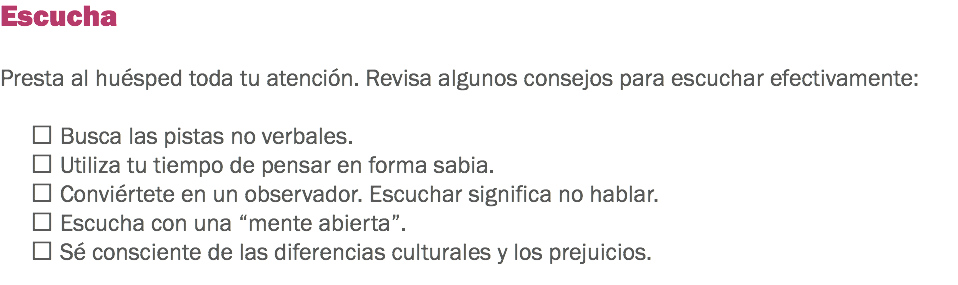 Escucha
Presta al huésped toda tu atención. Revisa algunos consejos para escuchar efectivamente:
☐ Busca las pistas no verbales.
☐ Utiliza tu tiempo de pensar en forma sabia.
☐ Conviértete en un observador. Escuchar significa no hablar.
☐ Escucha con una “mente abierta”.
☐ Sé consciente de las diferencias culturales y los prejuicios.